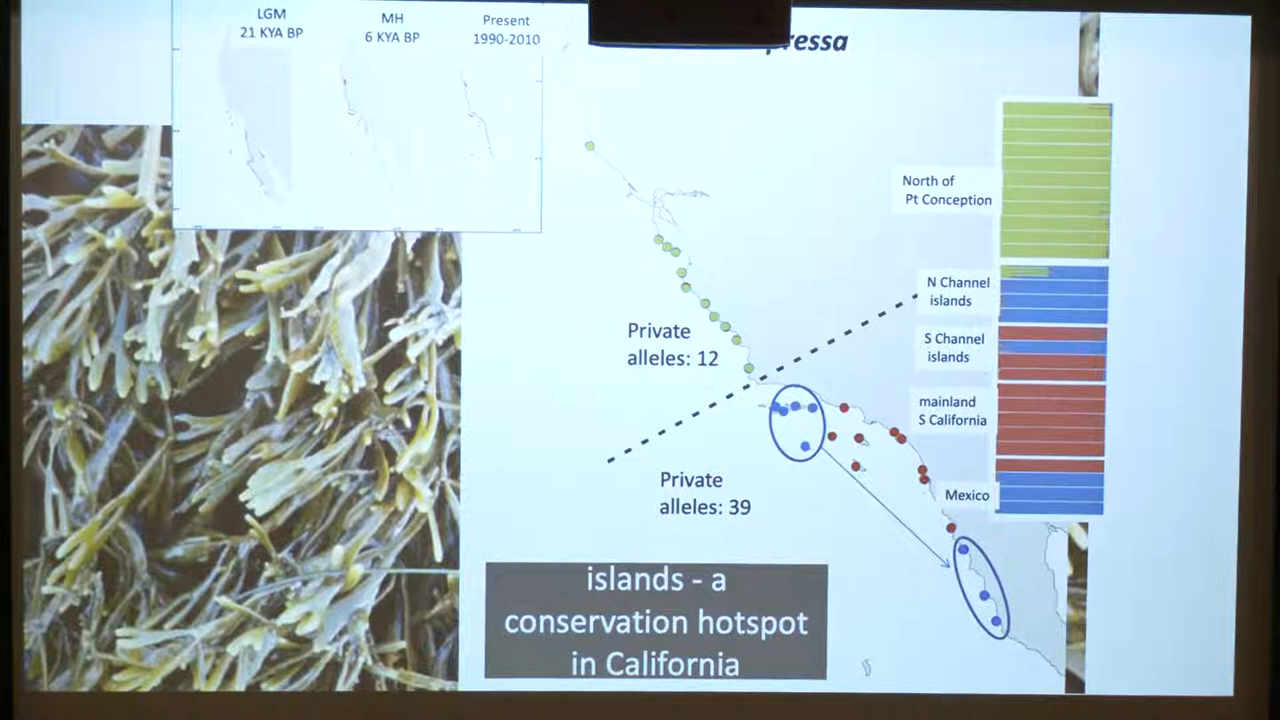 LGM
21 KYA BP
MH
6 KYA BP
Present
1990-2010
ressa
North of
Pt Conception
N Channel
islands
S Channel
islands
mainland
S California
Mexico
Private
alleles: 12
Private
alleles: 39
islands - a
conservation hotspot
in California